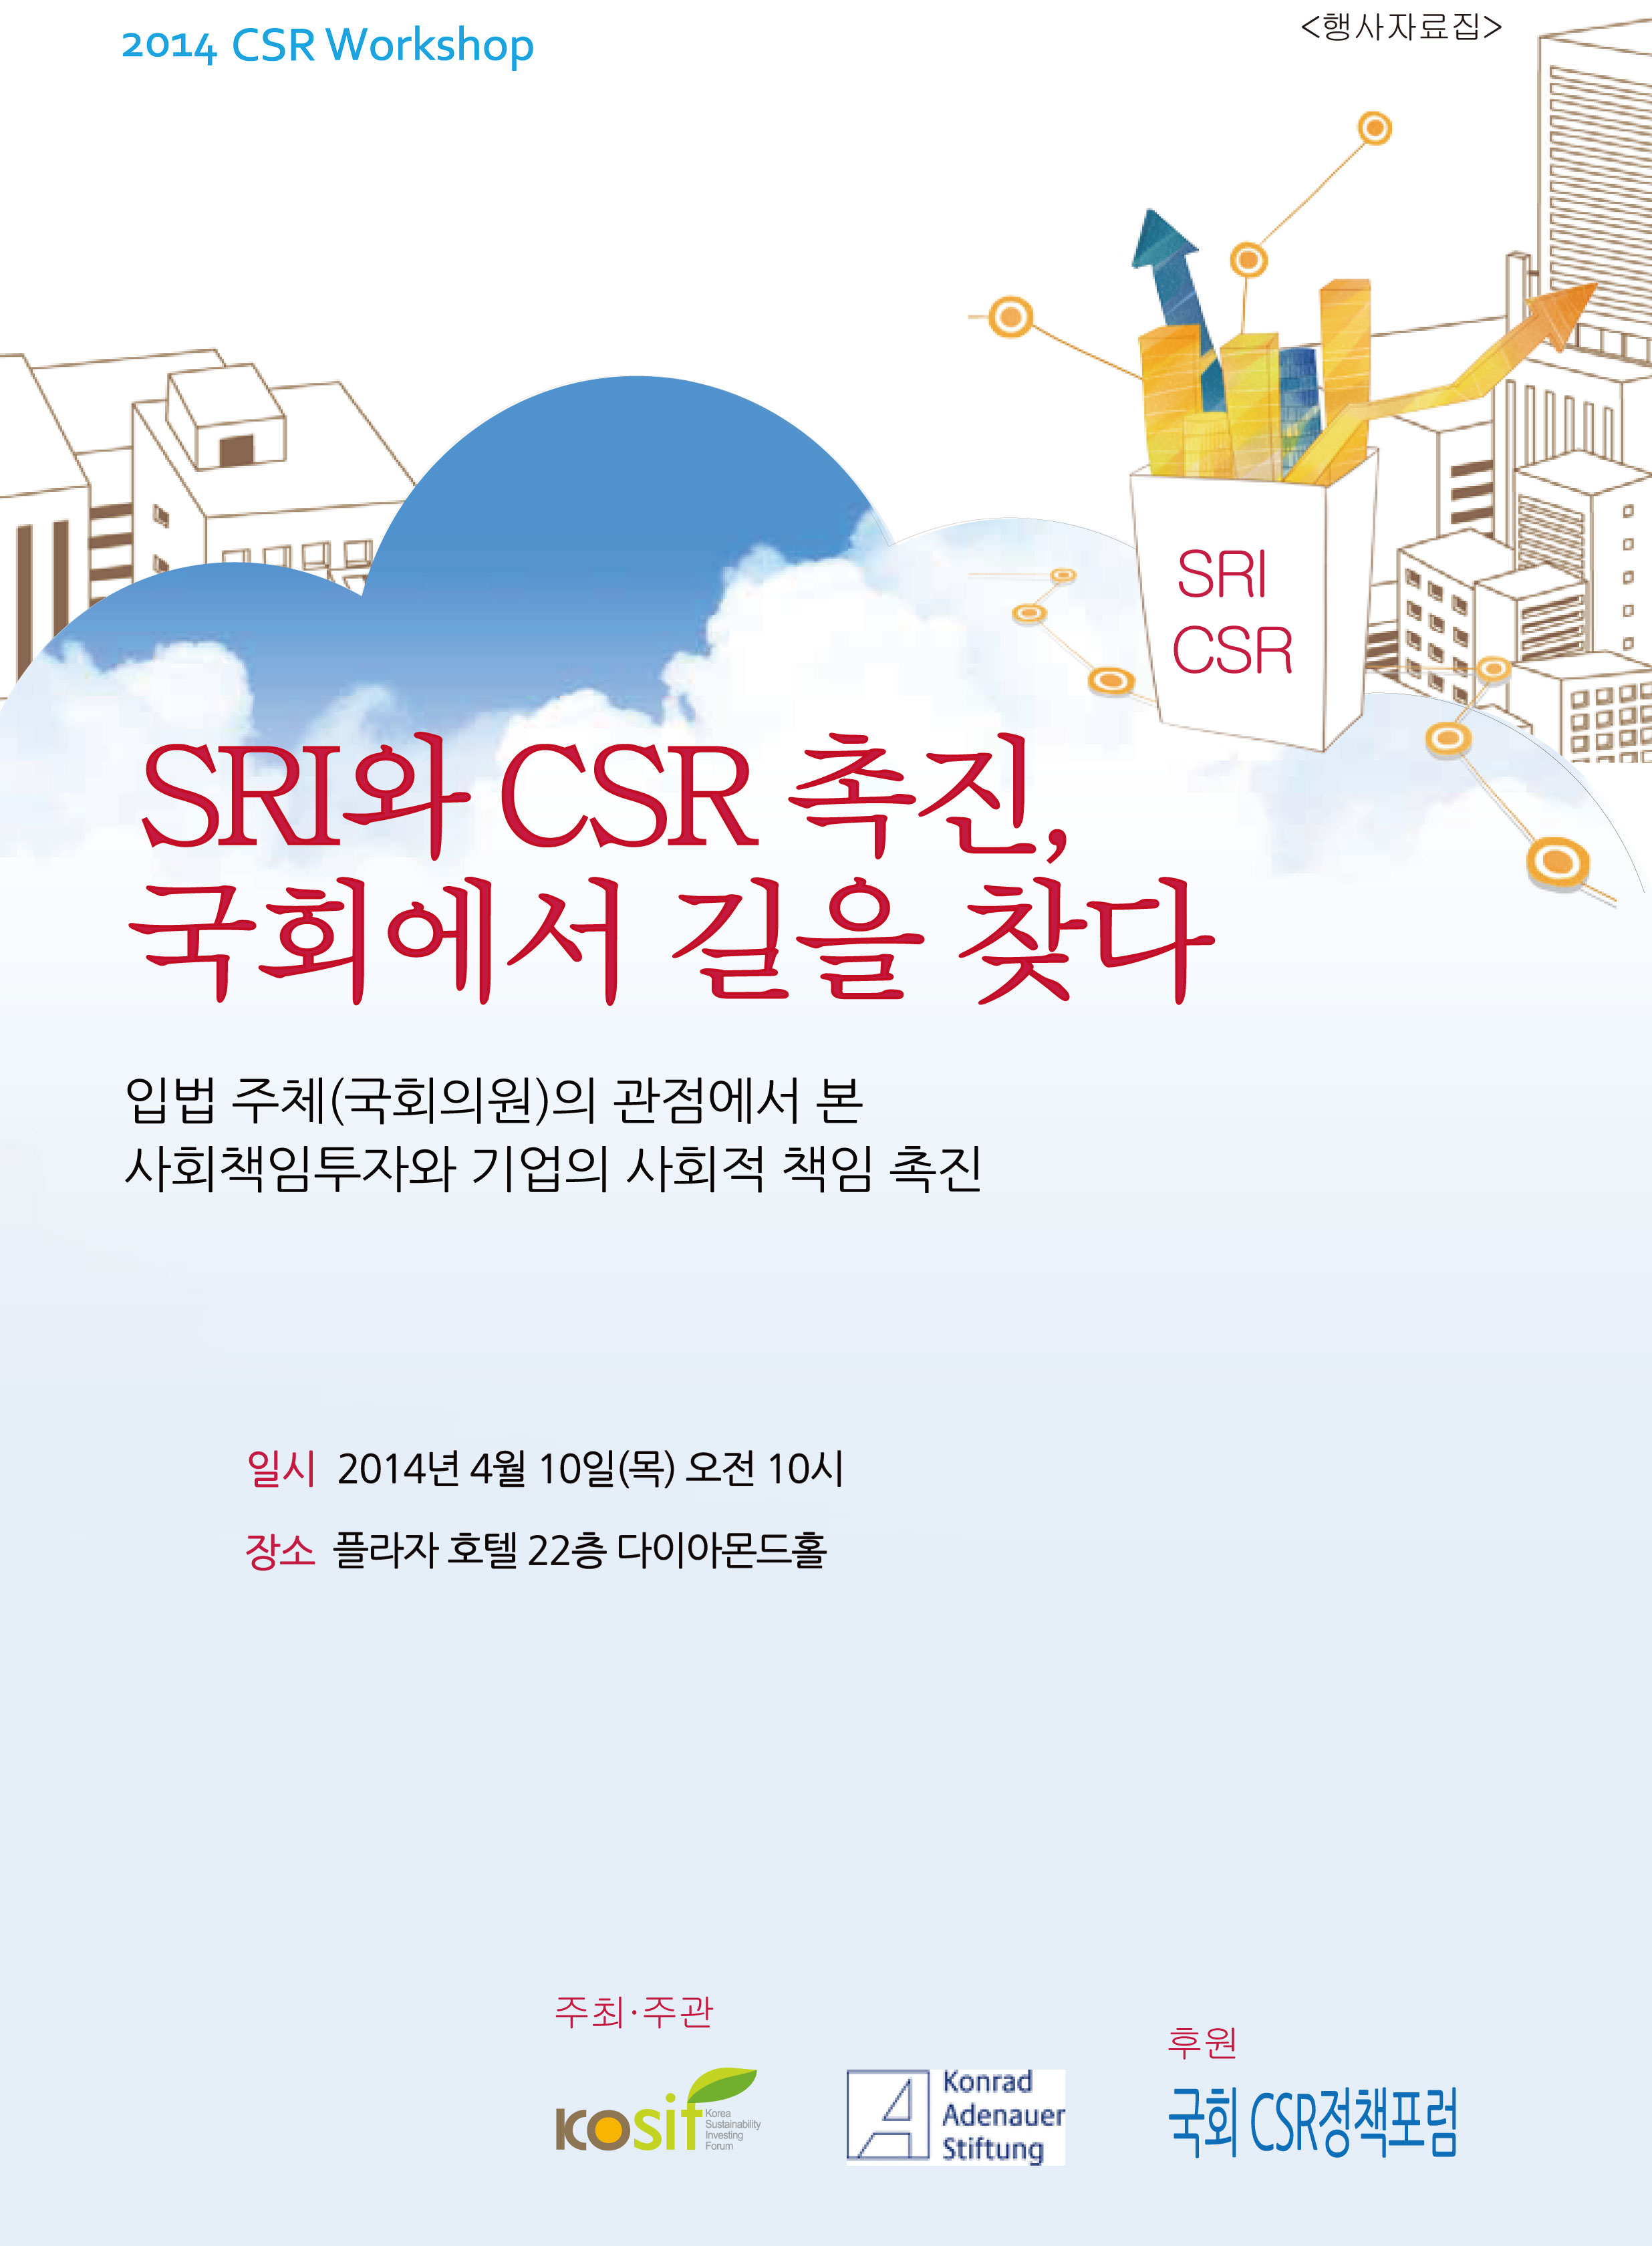 2014 CSR Workshop
<행사자료집>
SRI
CSR
SRI와 CSR 촉진,
국회에서 길을 찾다
입법 주체(국회의원)의 관점에서 본
사회책임투자와 기업의 사회적 책임 촉진
일시 2014년 4월 10일(목) 오전 10시
장소 플라자 호텔 22층 다이아몬드홀
주최·주관
kosif
Korea
Sustainability
Investing
Forum
Konrad
Adenauer
Stiftung
후원
국회 CSR정책포럼